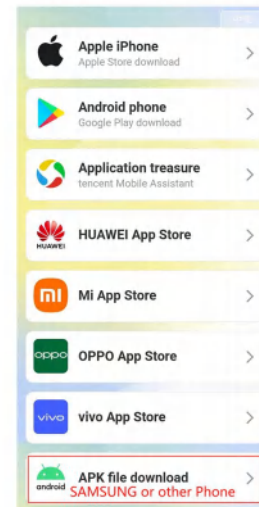 Apple iPhone
Apple Store download
Android phone
Google Play download
Application treasure
tencent Mobile Assistant
HUAWEI
HUAWEI App Store
mi
Mi App Store
oppo
OPPO App Store
vivo
vivo App Store
android
APK file download
SAMSUNG or other Phone